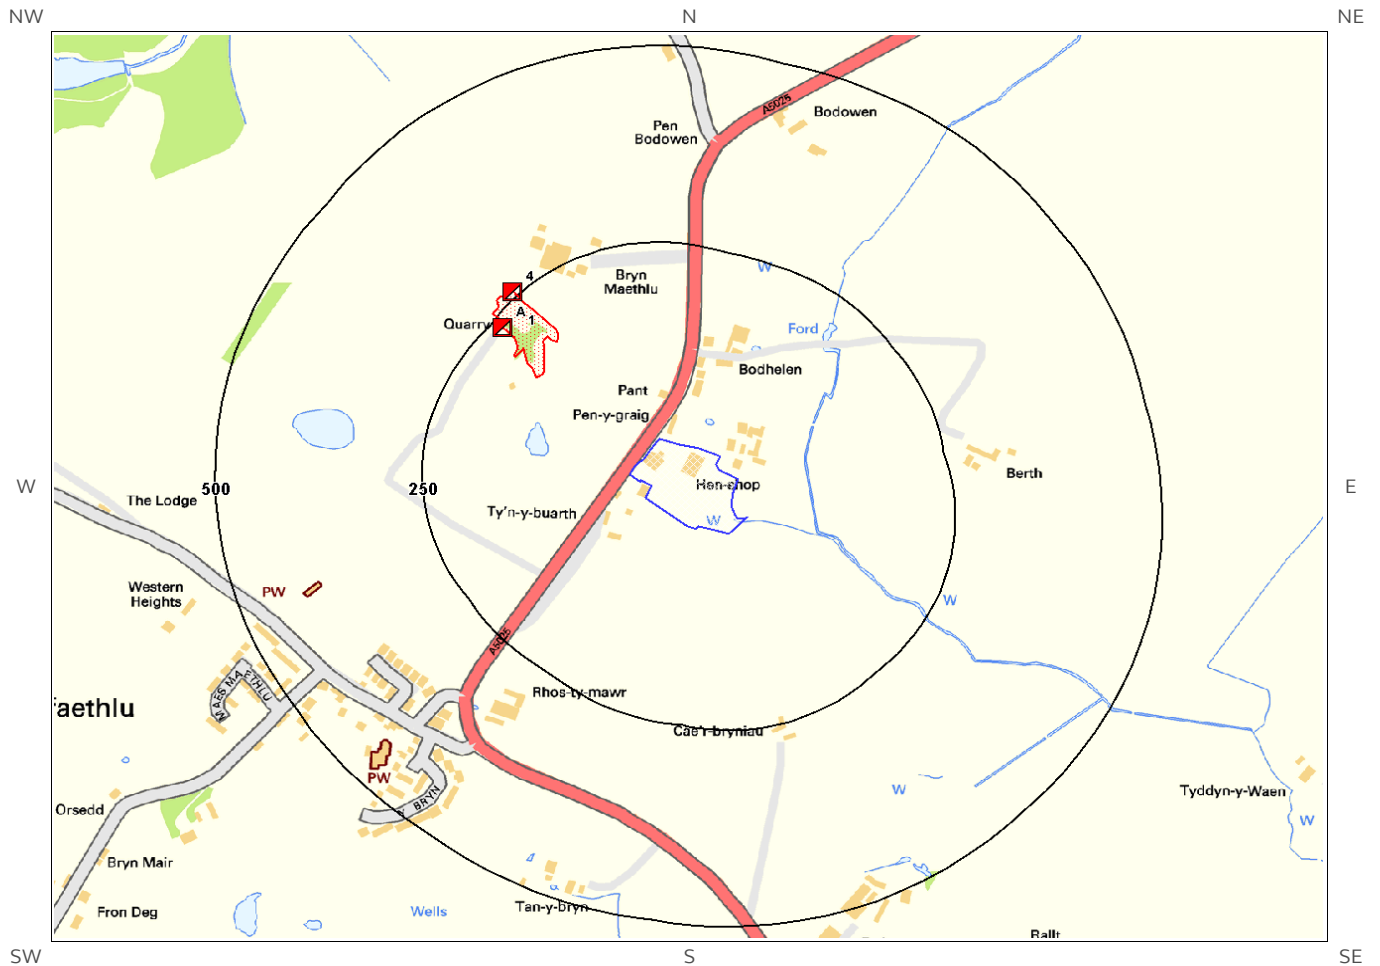 NW
N
NE
A5025
Bodowen
Pen
Bodowen
W
4
Bryn
Maethlu
A
1
Quarry
Ford
Bodhelen
Pant
Pen-y-graig
W
500
250
The Lodge
Hen-shop
Berth
E
Ty'n-y-buarth
W
Western
Heights
PW
W
A5025
MAES MAETHLU
Rhos-ty-mawr
faethlu
Cae'r-bryniau
PW
BRYN
W
Tyddyn-y-Waen
Orsedd
W
Bryn Mair
Fron Deg
Wells
Tan-y-bryn
Rallt
SW
S
SE